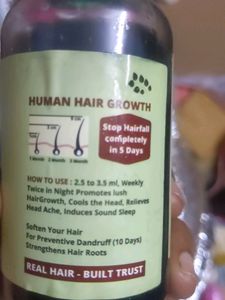 HUMAN HAIR GROWTH
Stop Hairfall
completely
in 5 Days
1 Month 2 Month 3 Month
HOW TO USE : 2.5 to 3.5 ml, Weekly
Twice in Night Promotes lush
HairGrowth, Cools the Head, Relieves
Head Ache, Induces Sound Sleep
Soften Your Hair
For Preventive Dandruff (10 Days)
Strengthens Hair Roots
REAL HAIR - BUILT TRUST